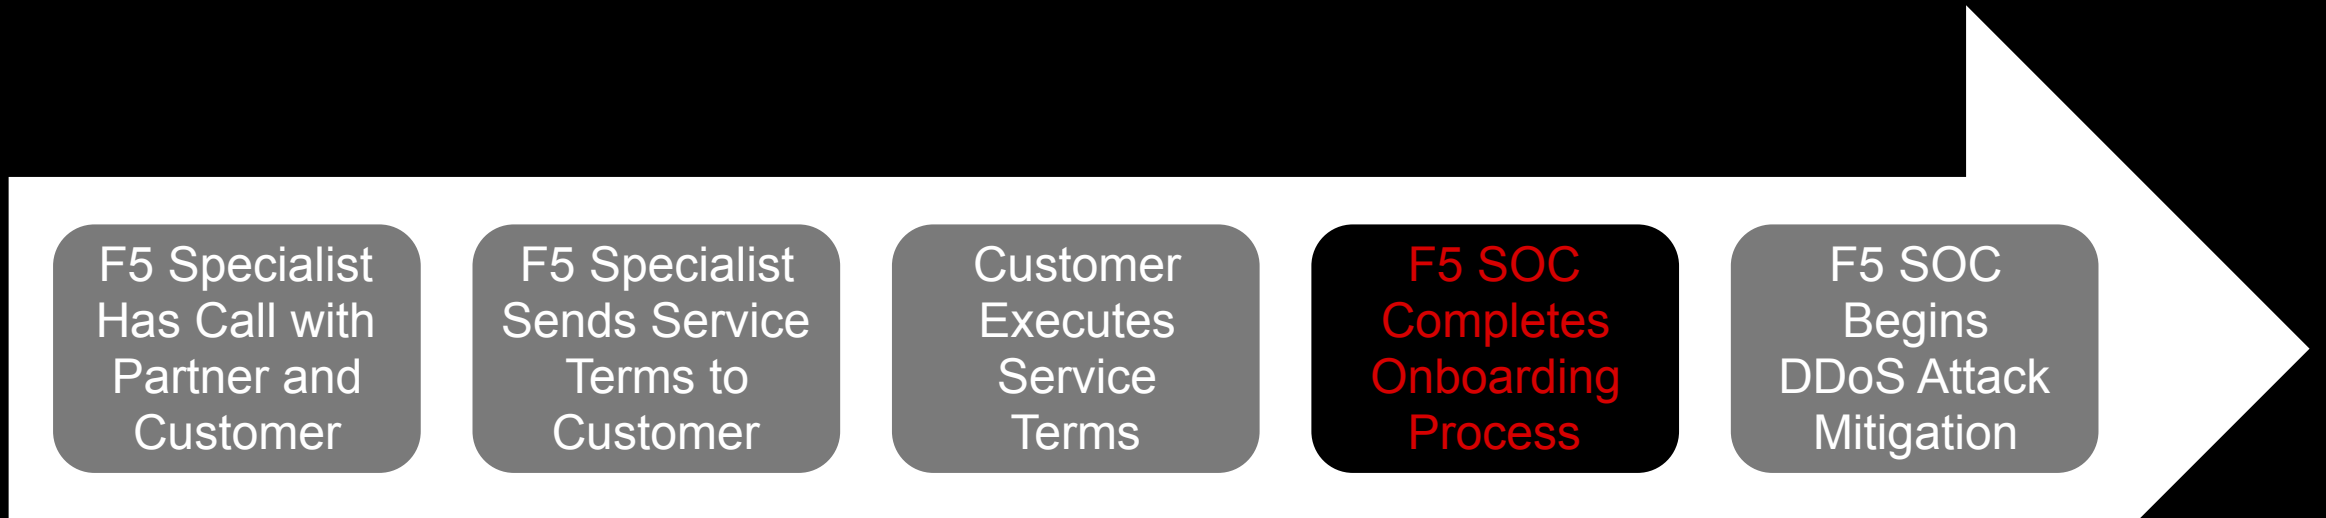 F5 Specialist
Has Call with
Partner and
Customer
F5 Specialist
Sends Service
Terms to
Customer
Customer
Executes
Service
Terms
F5 SOC
Completes
Onboarding
Process
F5 SOC
Begins
DDoS Attack
Mitigation